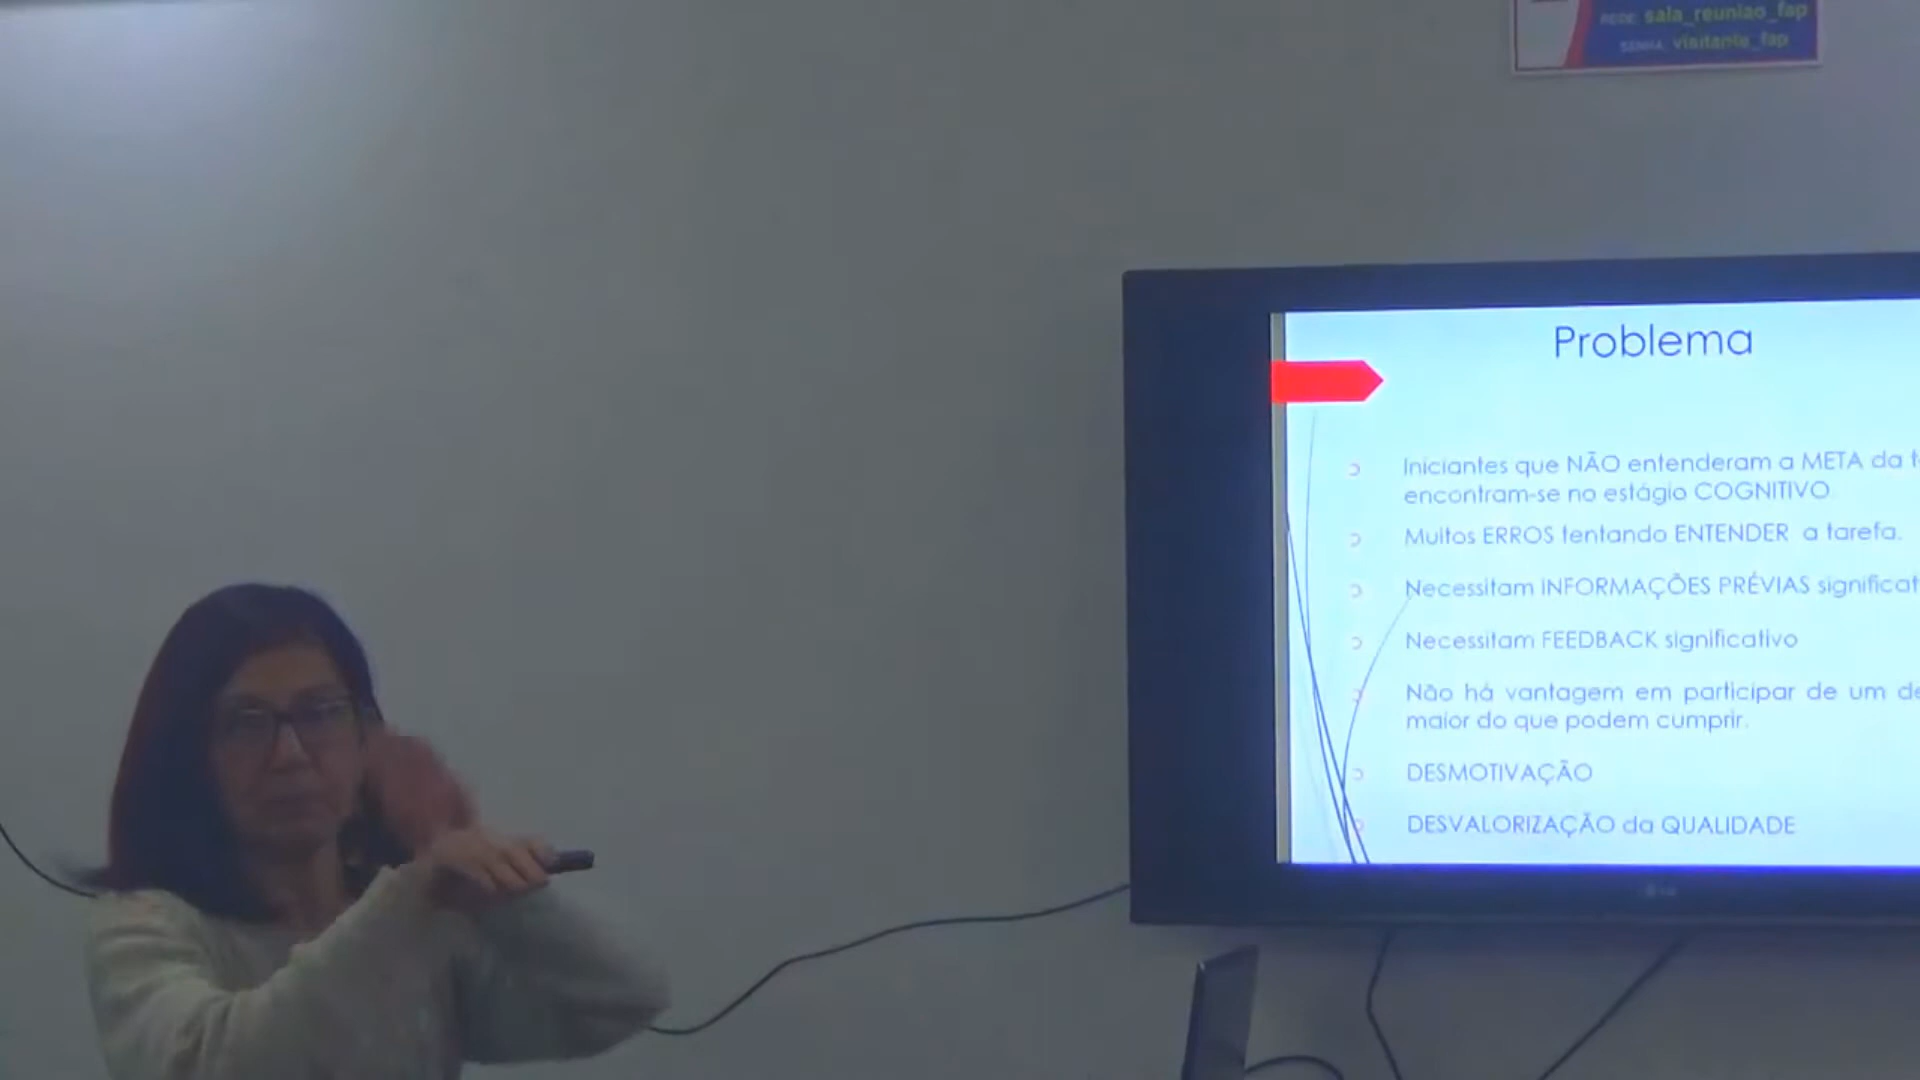 REDE: sala_reuniao_fap
SENHA: visitante_fap
Problema
Iniciantes que NÃO entenderam a META da
encontram-se no estágio COGNITIVO
Muitos ERROS tentando ENTENDER a tarefa.
Necessitam INFORMAÇÕES PRÉVIAS
Necessitam FEEDBACK significativo
Não há vantagem em participar de um
maior do que podem cumprir.
DESMOTIVAÇÃO
DESVALORIZAÇÃO da QUALIDADE